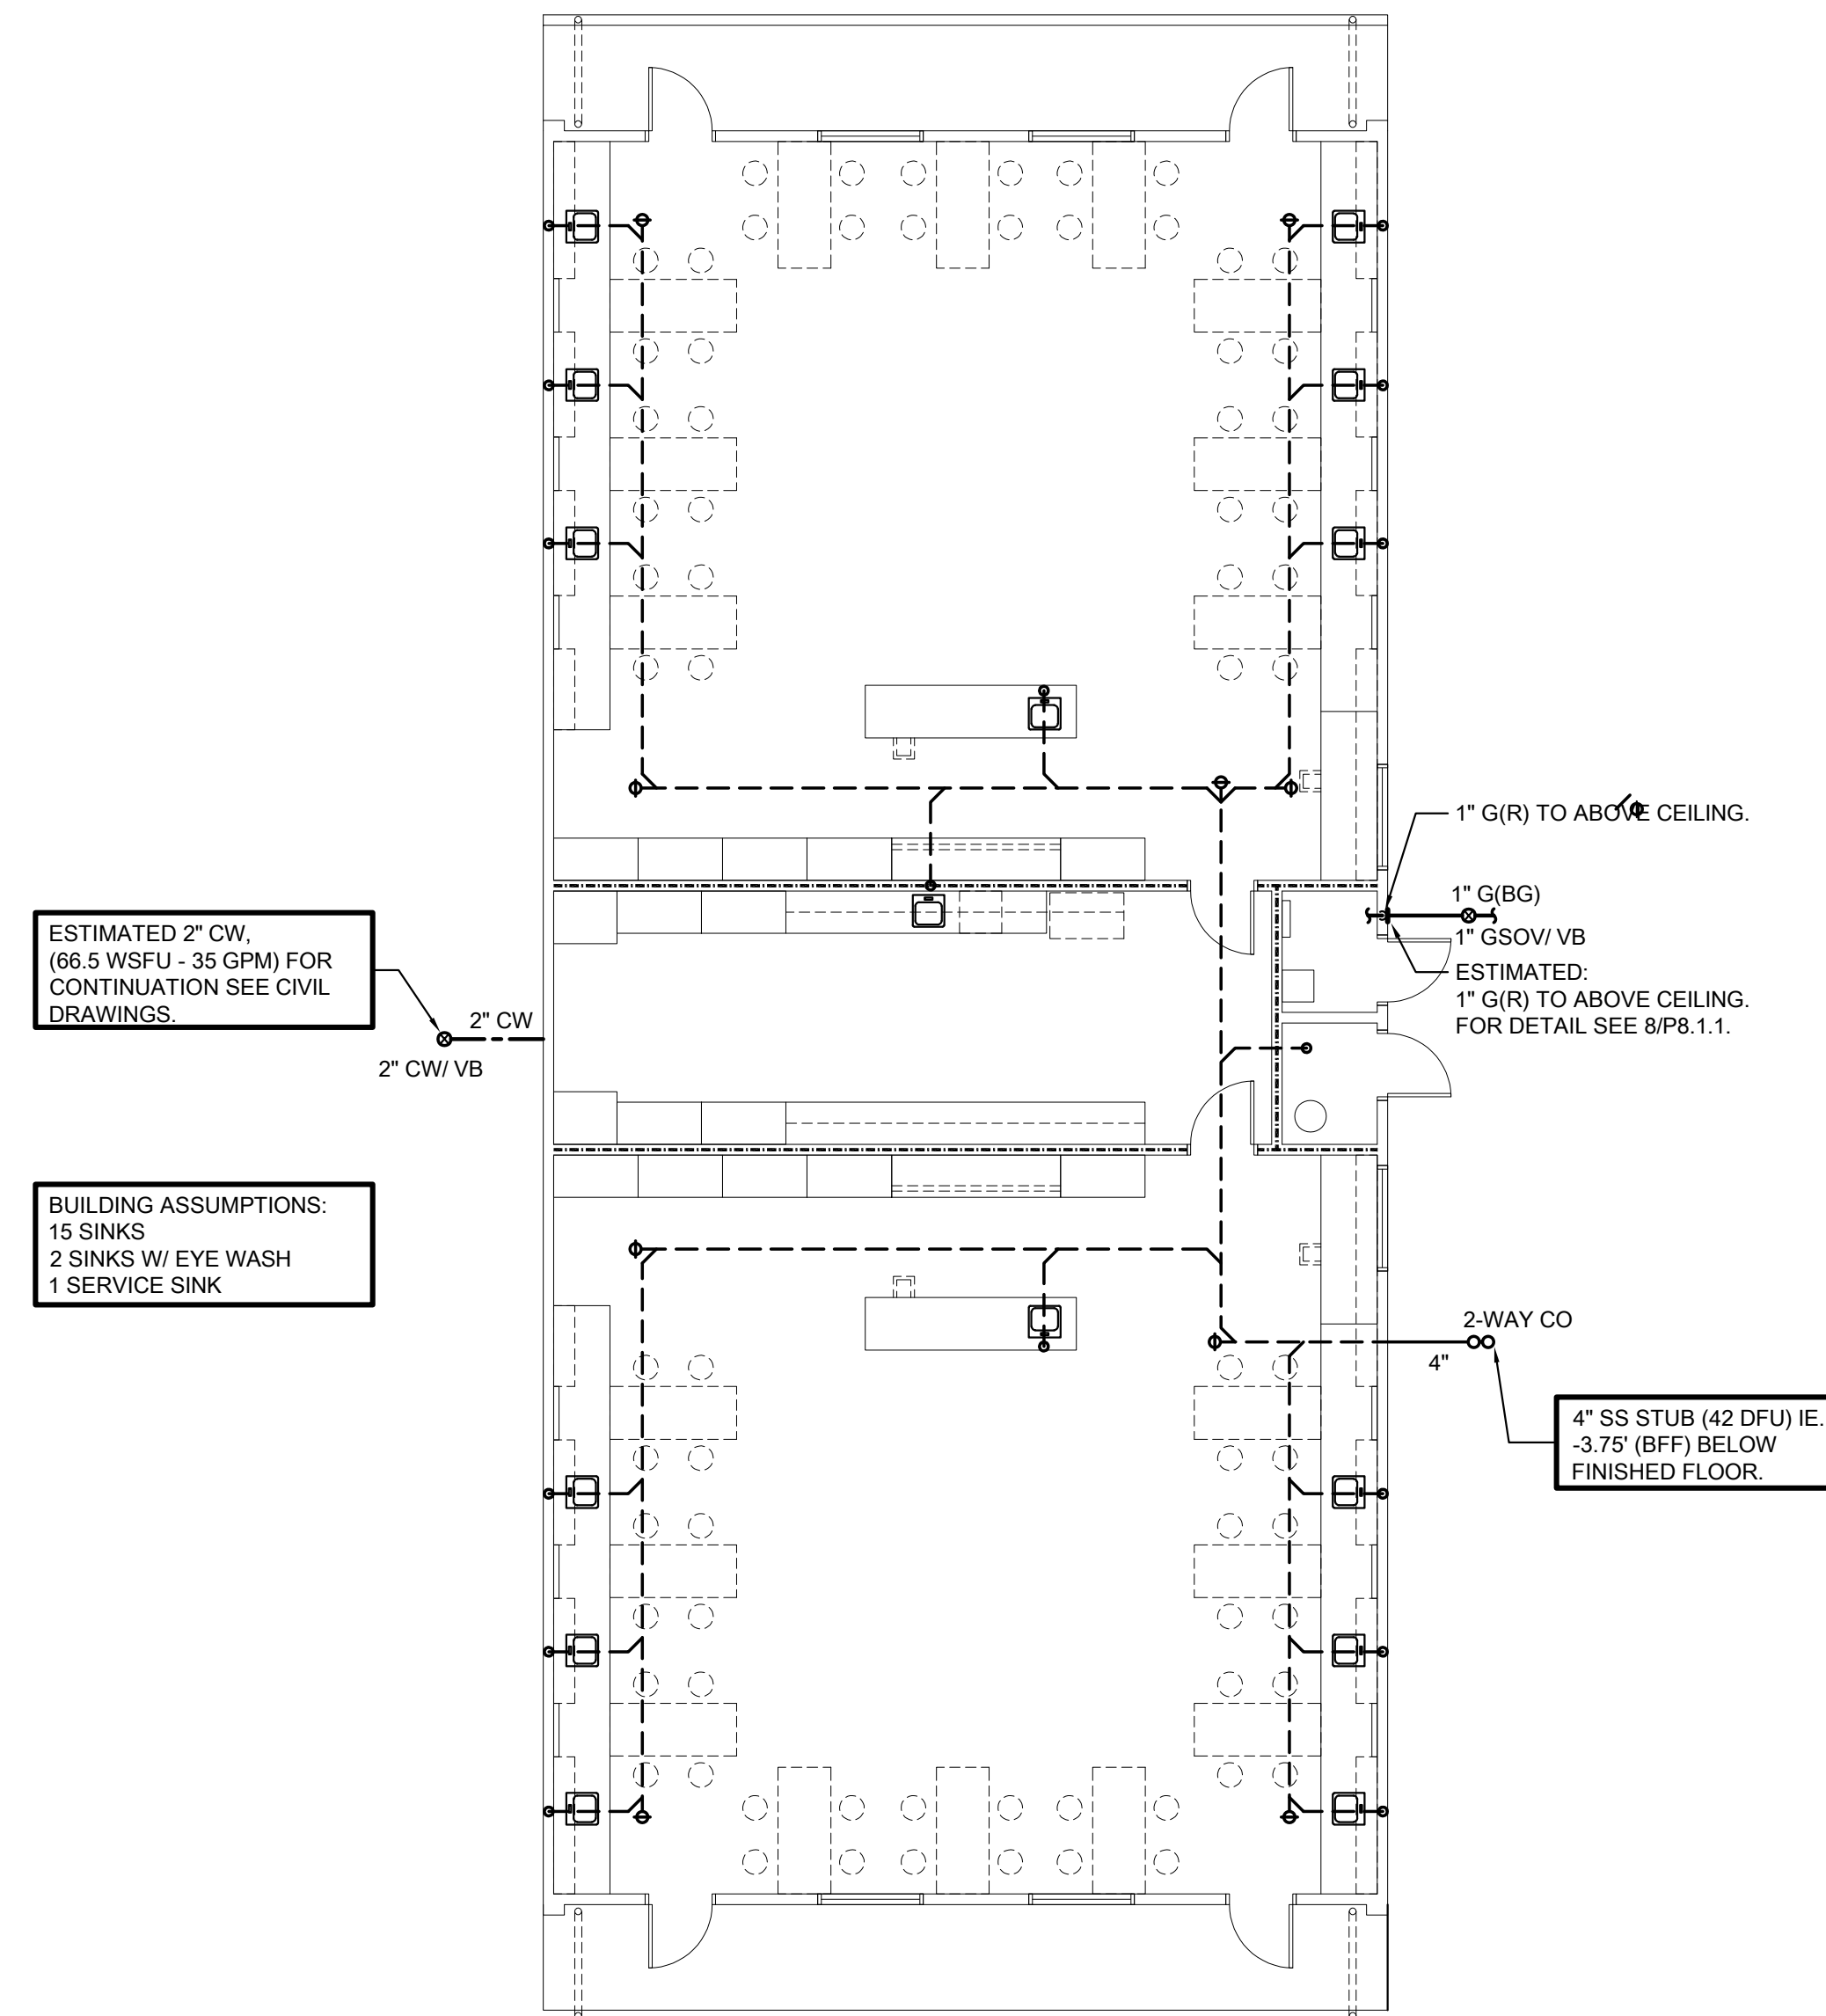 1" G(R) TO ABOVE CEILING.
1" G(BG)
1" GSOV/ VB
ESTIMATED:
1" G(R) TO ABOVE CEILING.
FOR DETAIL SEE 8/P8.1.1.
ESTIMATED 2" CW,
(66.5 WSFU - 35 GPM) FOR
CONTINUATION SEE CIVIL
DRAWINGS.
2" CW
2" CW/ VB
BUILDING ASSUMPTIONS:
15 SINKS
2 SINKS W/ EYE WASH
1 SERVICE SINK
2-WAY CO
4"
4" SS STUB (42 DFU) IE.
-3.75' (BFF) BELOW
FINISHED FLOOR.